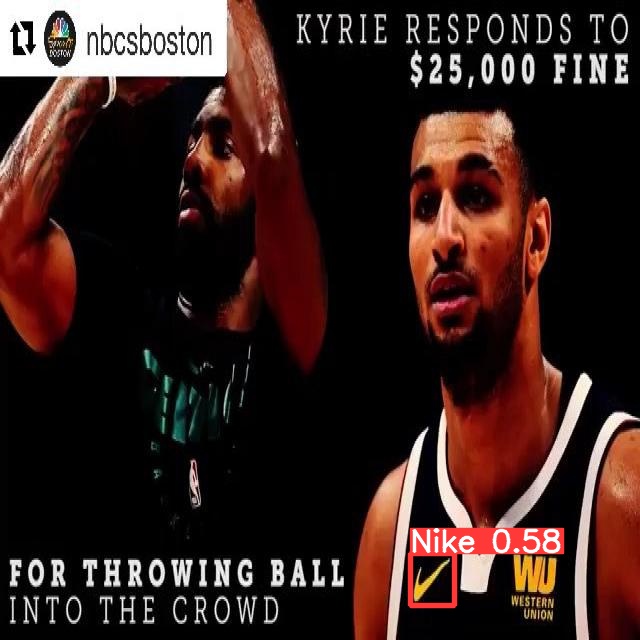 nbcsboston
KYRIE RESPONDS TO
$25,000 FINE
Nike 0.58
WU
WESTERN
UNION
FOR THROWING BALL
INTO THE CROWD